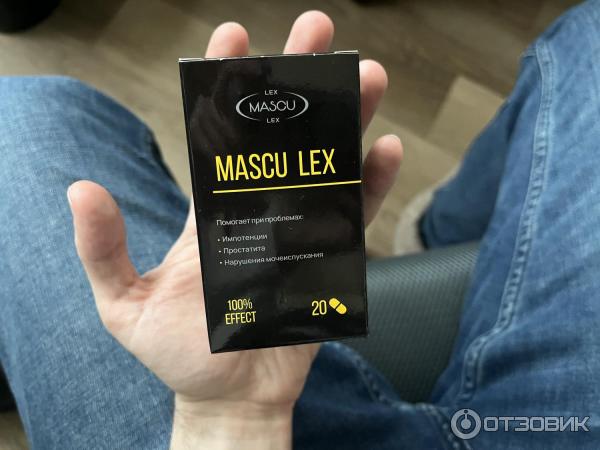 LEX
MASCU
LEX
MASCU LEX
Помогает при проблемах:
• Импотенции
• Простатита
• Нарушения мочеиспускания
100%
EFFECT
20
ОТЗОВИК